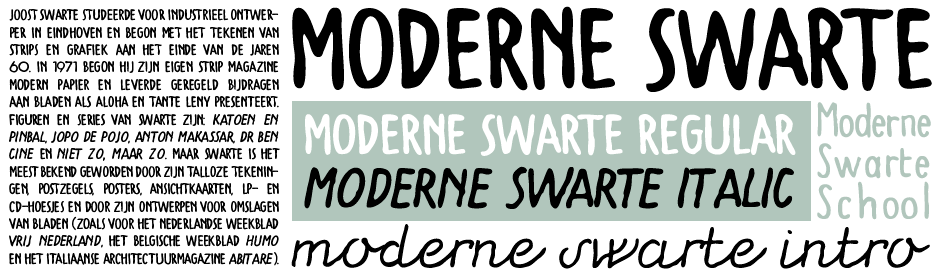 JOOST SWARTE STUDEERDE VOOR INDUSTRIEEL ONTWER-
PER IN EINDHOVEN EN BEGON MET HET TEKENEN VAN
STRIPS EN GRAFIEK AAN HET EINDE VAN DE JAREN
60. IN 1971 BEGON HIJ ZIJN EIGEN STRIP MAGAZINE
MODERN PAPIER EN LEVERDE GEREGELD BIJDRAGEN
AAN BLADEN ALS ALOHA EN TANTE LENY PRESENTEERT.
FIGUREN EN SERIES VAN SWARTE ZIJN: KATOEN EN
PINBAL, JOPO DE POJO, ANTON MAKASSAR, DR BEN
CINE EN NIET ZO, MAAR ZO. MAAR SWARTE IS HET
MEEST BEKEND GEWORDEN DOOR ZIJN TALLOZE TEKENIN-
GEN, POSTZEGELS, POSTERS, ANSICHTKAARTEN, LP- EN
CD-HOESJES EN DOOR ZIJN ONTWERPEN VOOR OMSLAGEN
VAN BLADEN (ZOALS VOOR HET NEDERLANDSE WEEKBLAD
VRIJ NEDERLAND, HET BELGISCHE WEEKBLAD HUMO
EN HET ITALIAANSE ARCHITECTUURMAGAZINE ABITARE).
MODERNE SWARTE
MODERNE SWARTE REGULAR
MODERNE SWARTE ITALIC
Moderne
Swarte
School
moderne swarte intro